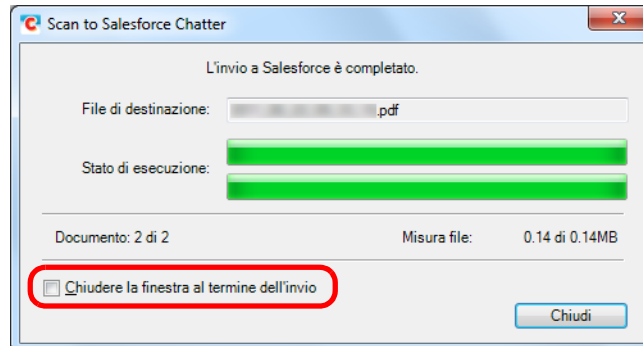 Scan to Salesforce Chatter
L'invio a Salesforce è completato.
File di destinazione: .pdf
Stato di esecuzione:
Documento: 2 di 2 Misura file: 0.14 di 0.14MB
Chiudere la finestra al termine dell'invio
Chiudi